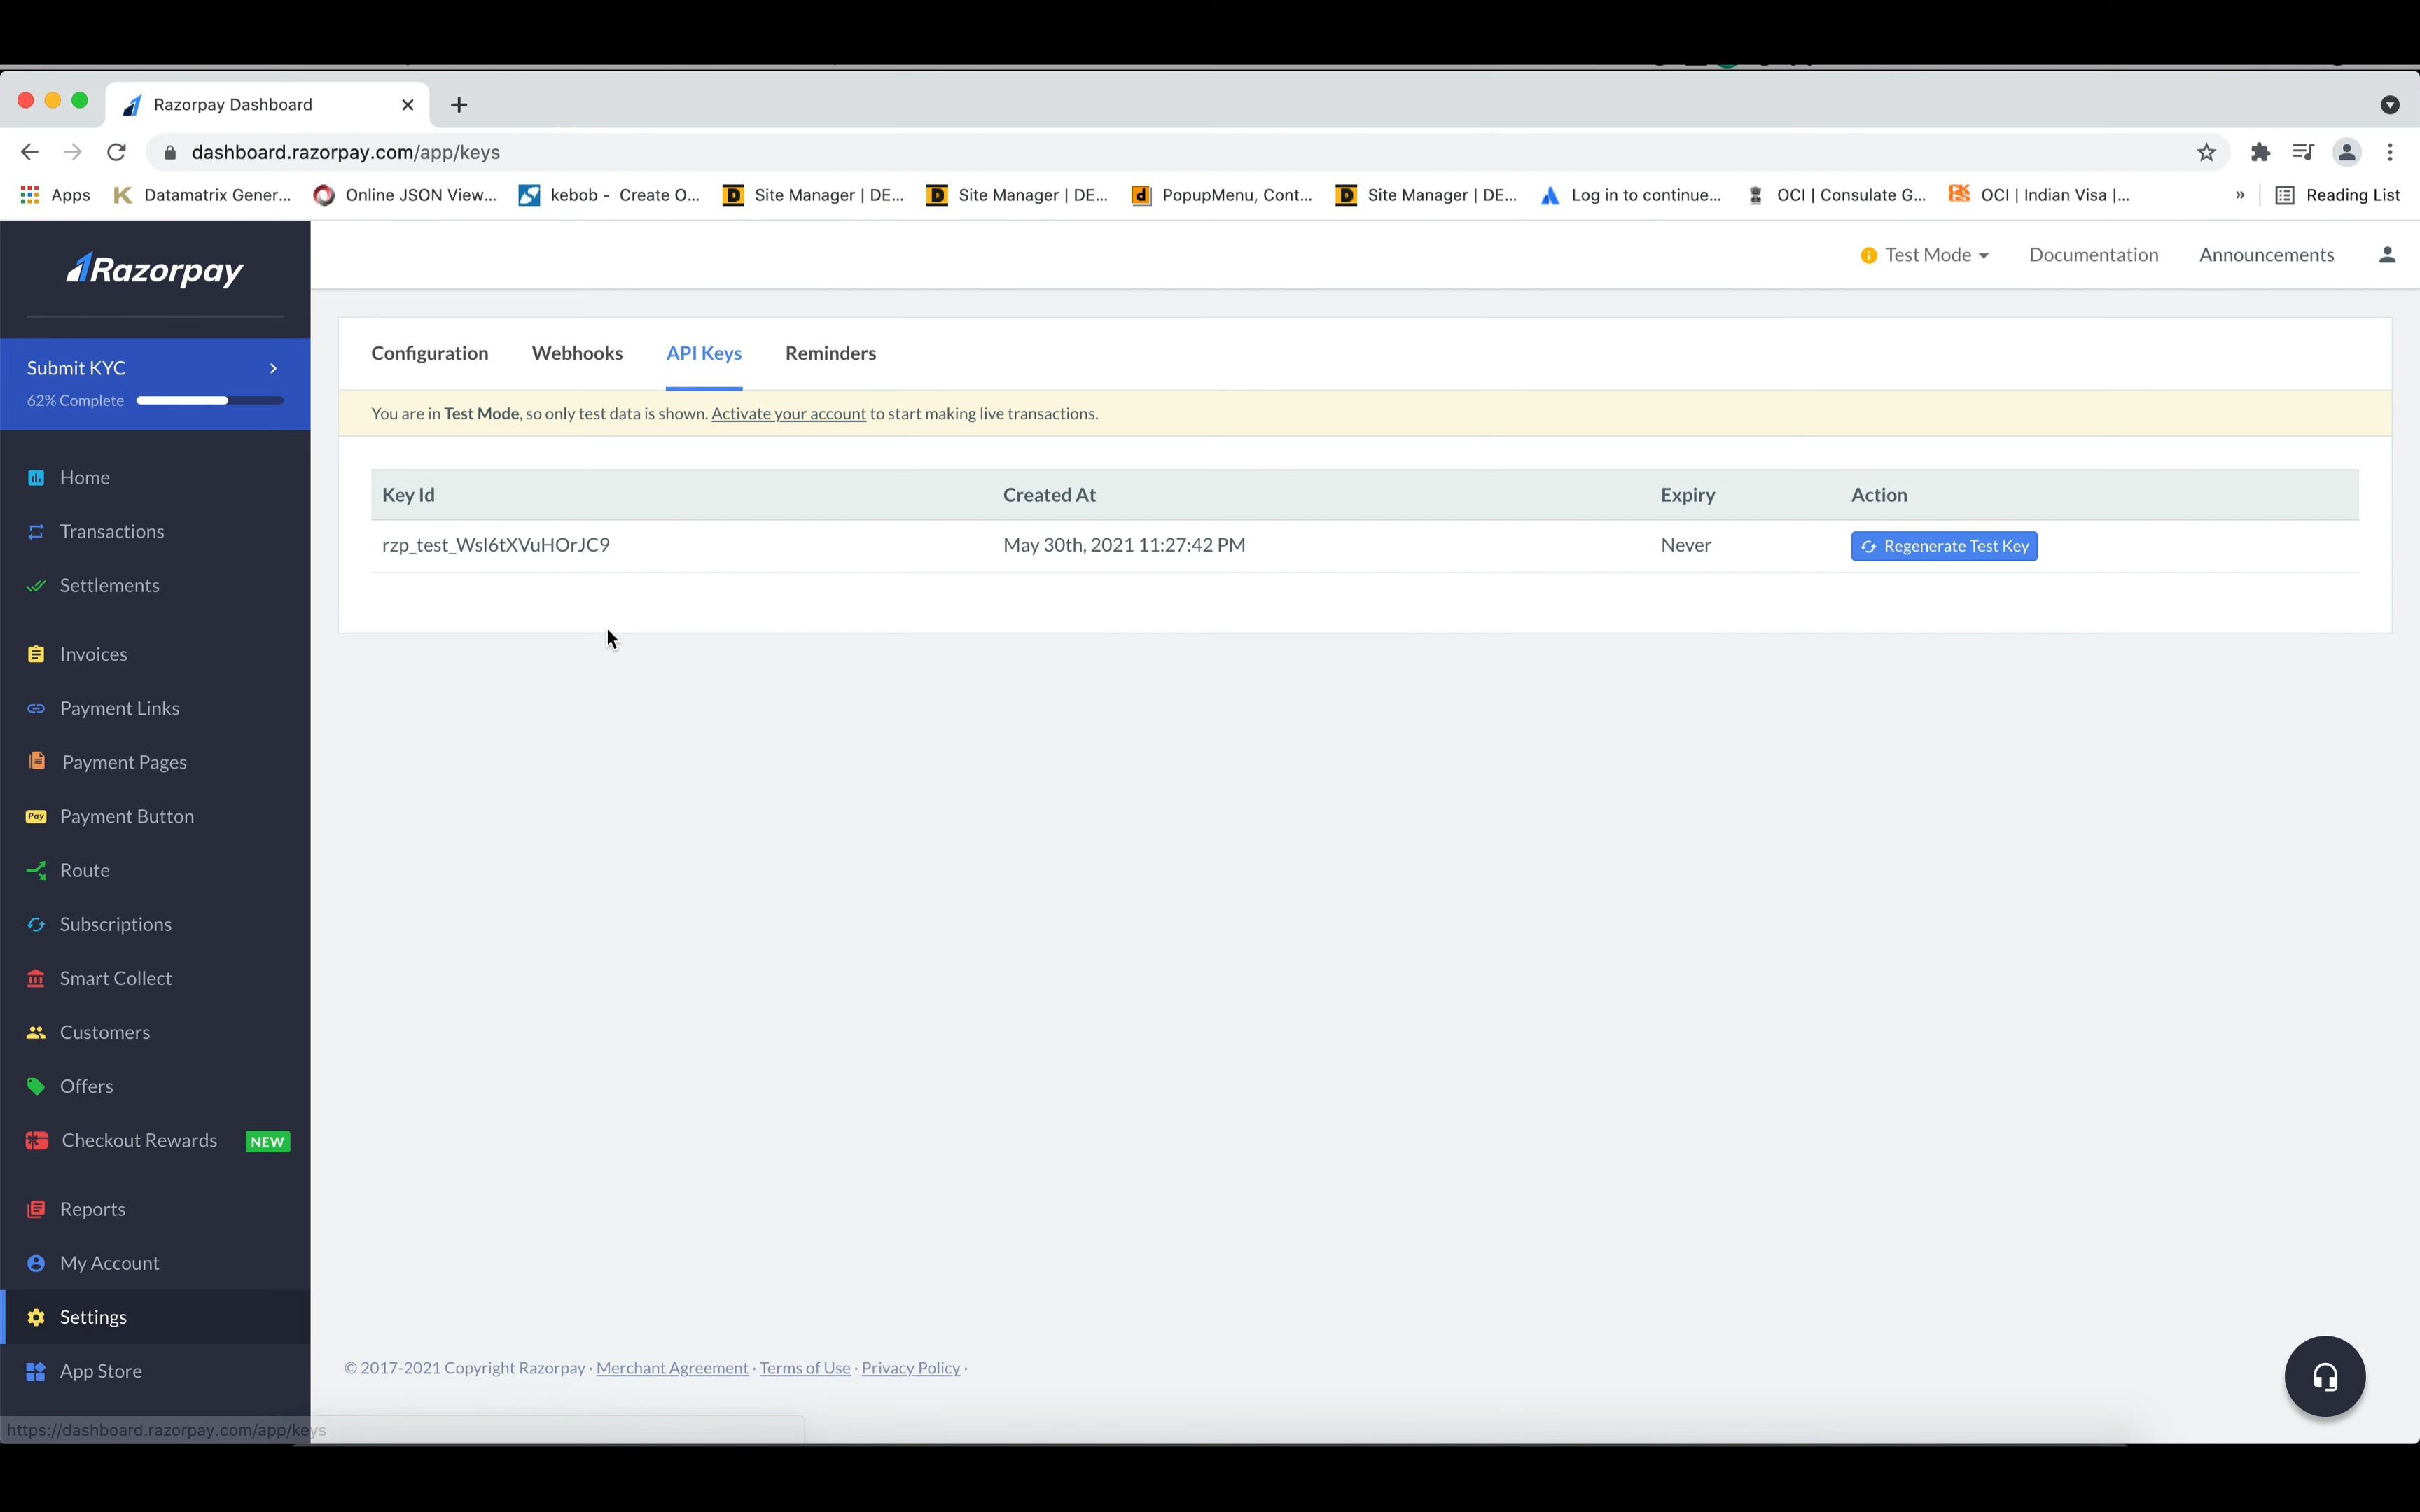 Razorpay Dashboard
dashboard.razorpay.com/app/keys
Apps
Datamatrix Gener...
Online JSON View...
kebob - Create O...
Site Manager | DE...
Site Manager | DE...
PopupMenu, Cont...
Site Manager | DE...
Log in to continue...
OCI | Consulate G...
OCI | Indian Visa |...
»
Reading List
Razorpay
Test Mode
Documentation
Announcements
Submit KYC
62% Complete
Home
Transactions
Settlements
Invoices
Payment Links
Payment Pages
Pay
Payment Button
Route
Subscriptions
Smart Collect
Customers
Offers
Checkout Rewards NEW
Reports
My Account
Settings
App Store
Configuration Webhooks API Keys Reminders
You are in Test Mode, so only test data is shown. Activate your account to start making live transactions.
Key Id Created At Expiry Action
rzp_test_Wsl6tXVuHOrJC9 May 30th, 2021 11:27:42 PM Never Regenerate Test Key
© 2017-2021 Copyright Razorpay · Merchant Agreement · Terms of Use · Privacy Policy ·
https://dashboard.razorpay.com/app/keys